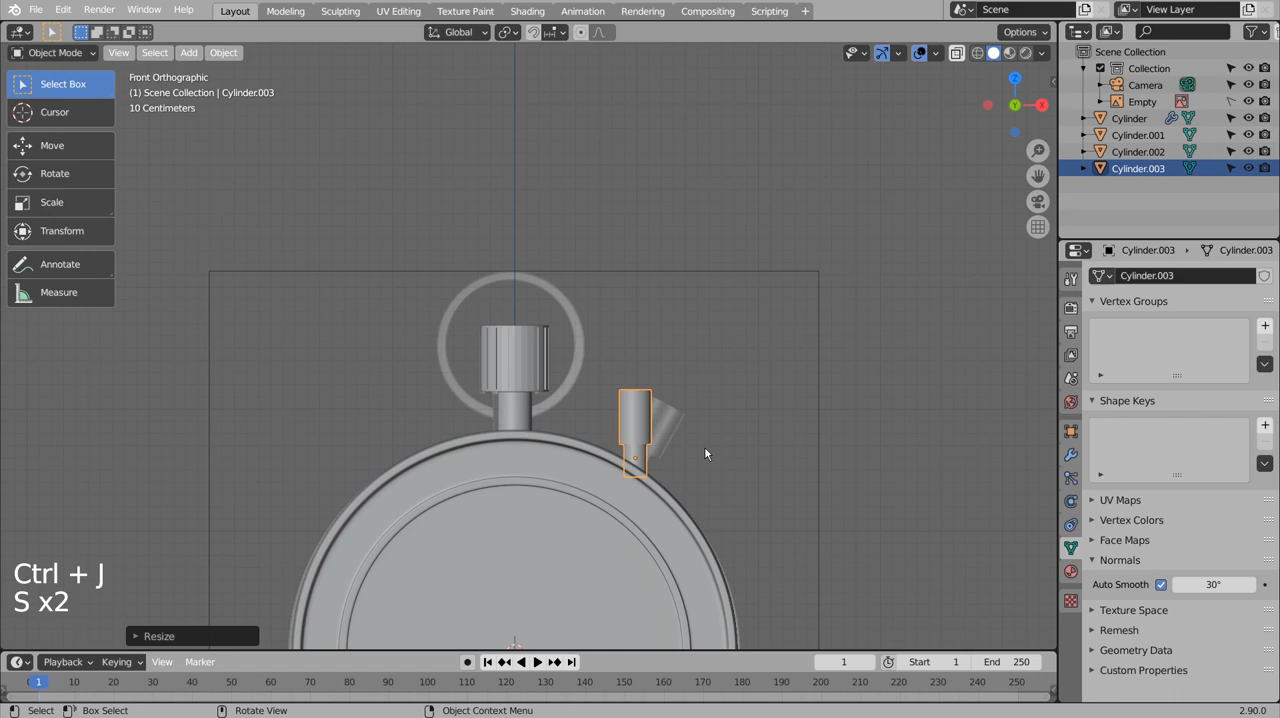 File Edit Render Window Help Layout Modeling Sculpting UV Editing Texture Paint Shading Animation Rendering Compositing Scripting Scene View Layer
Global Options
Object Mode View Select Add Object
Select Box
Cursor
Move
Rotate
Scale
Transform
Annotate
Measure
Front Orthographic
(1) Scene Collection | Cylinder.003
10 Centimeters
Z
X
Y
Ctrl + J
S x2
Resize
Scene Collection
Collection
Camera
Empty
Cylinder
Cylinder.001
Cylinder.002
Cylinder.003
Cylinder.003 Cylinder.003
Cylinder.003
Vertex Groups
Shape Keys
UV Maps
Vertex Colors
Face Maps
Normals
Auto Smooth 30°
Texture Space
Remesh
Geometry Data
Custom Properties
Playback Keying View Marker 1 Start 1 End 250
1 10 20 30 40 50 60 70 80 90 100 110 120 130 140 150 160 170 180 190 200 210 220 230 240 250
Select Box Select Rotate View Object Context Menu 2.90.0